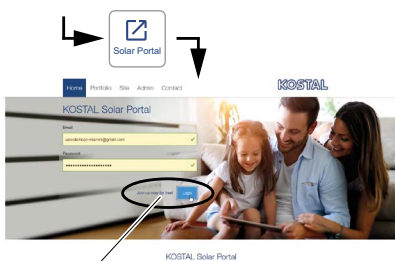 Solar Portal
Home Portfolio Site Admin Contact
KOSTAL
KOSTAL Solar Portal
Email
Password
Login
KOSTAL Solar Portal